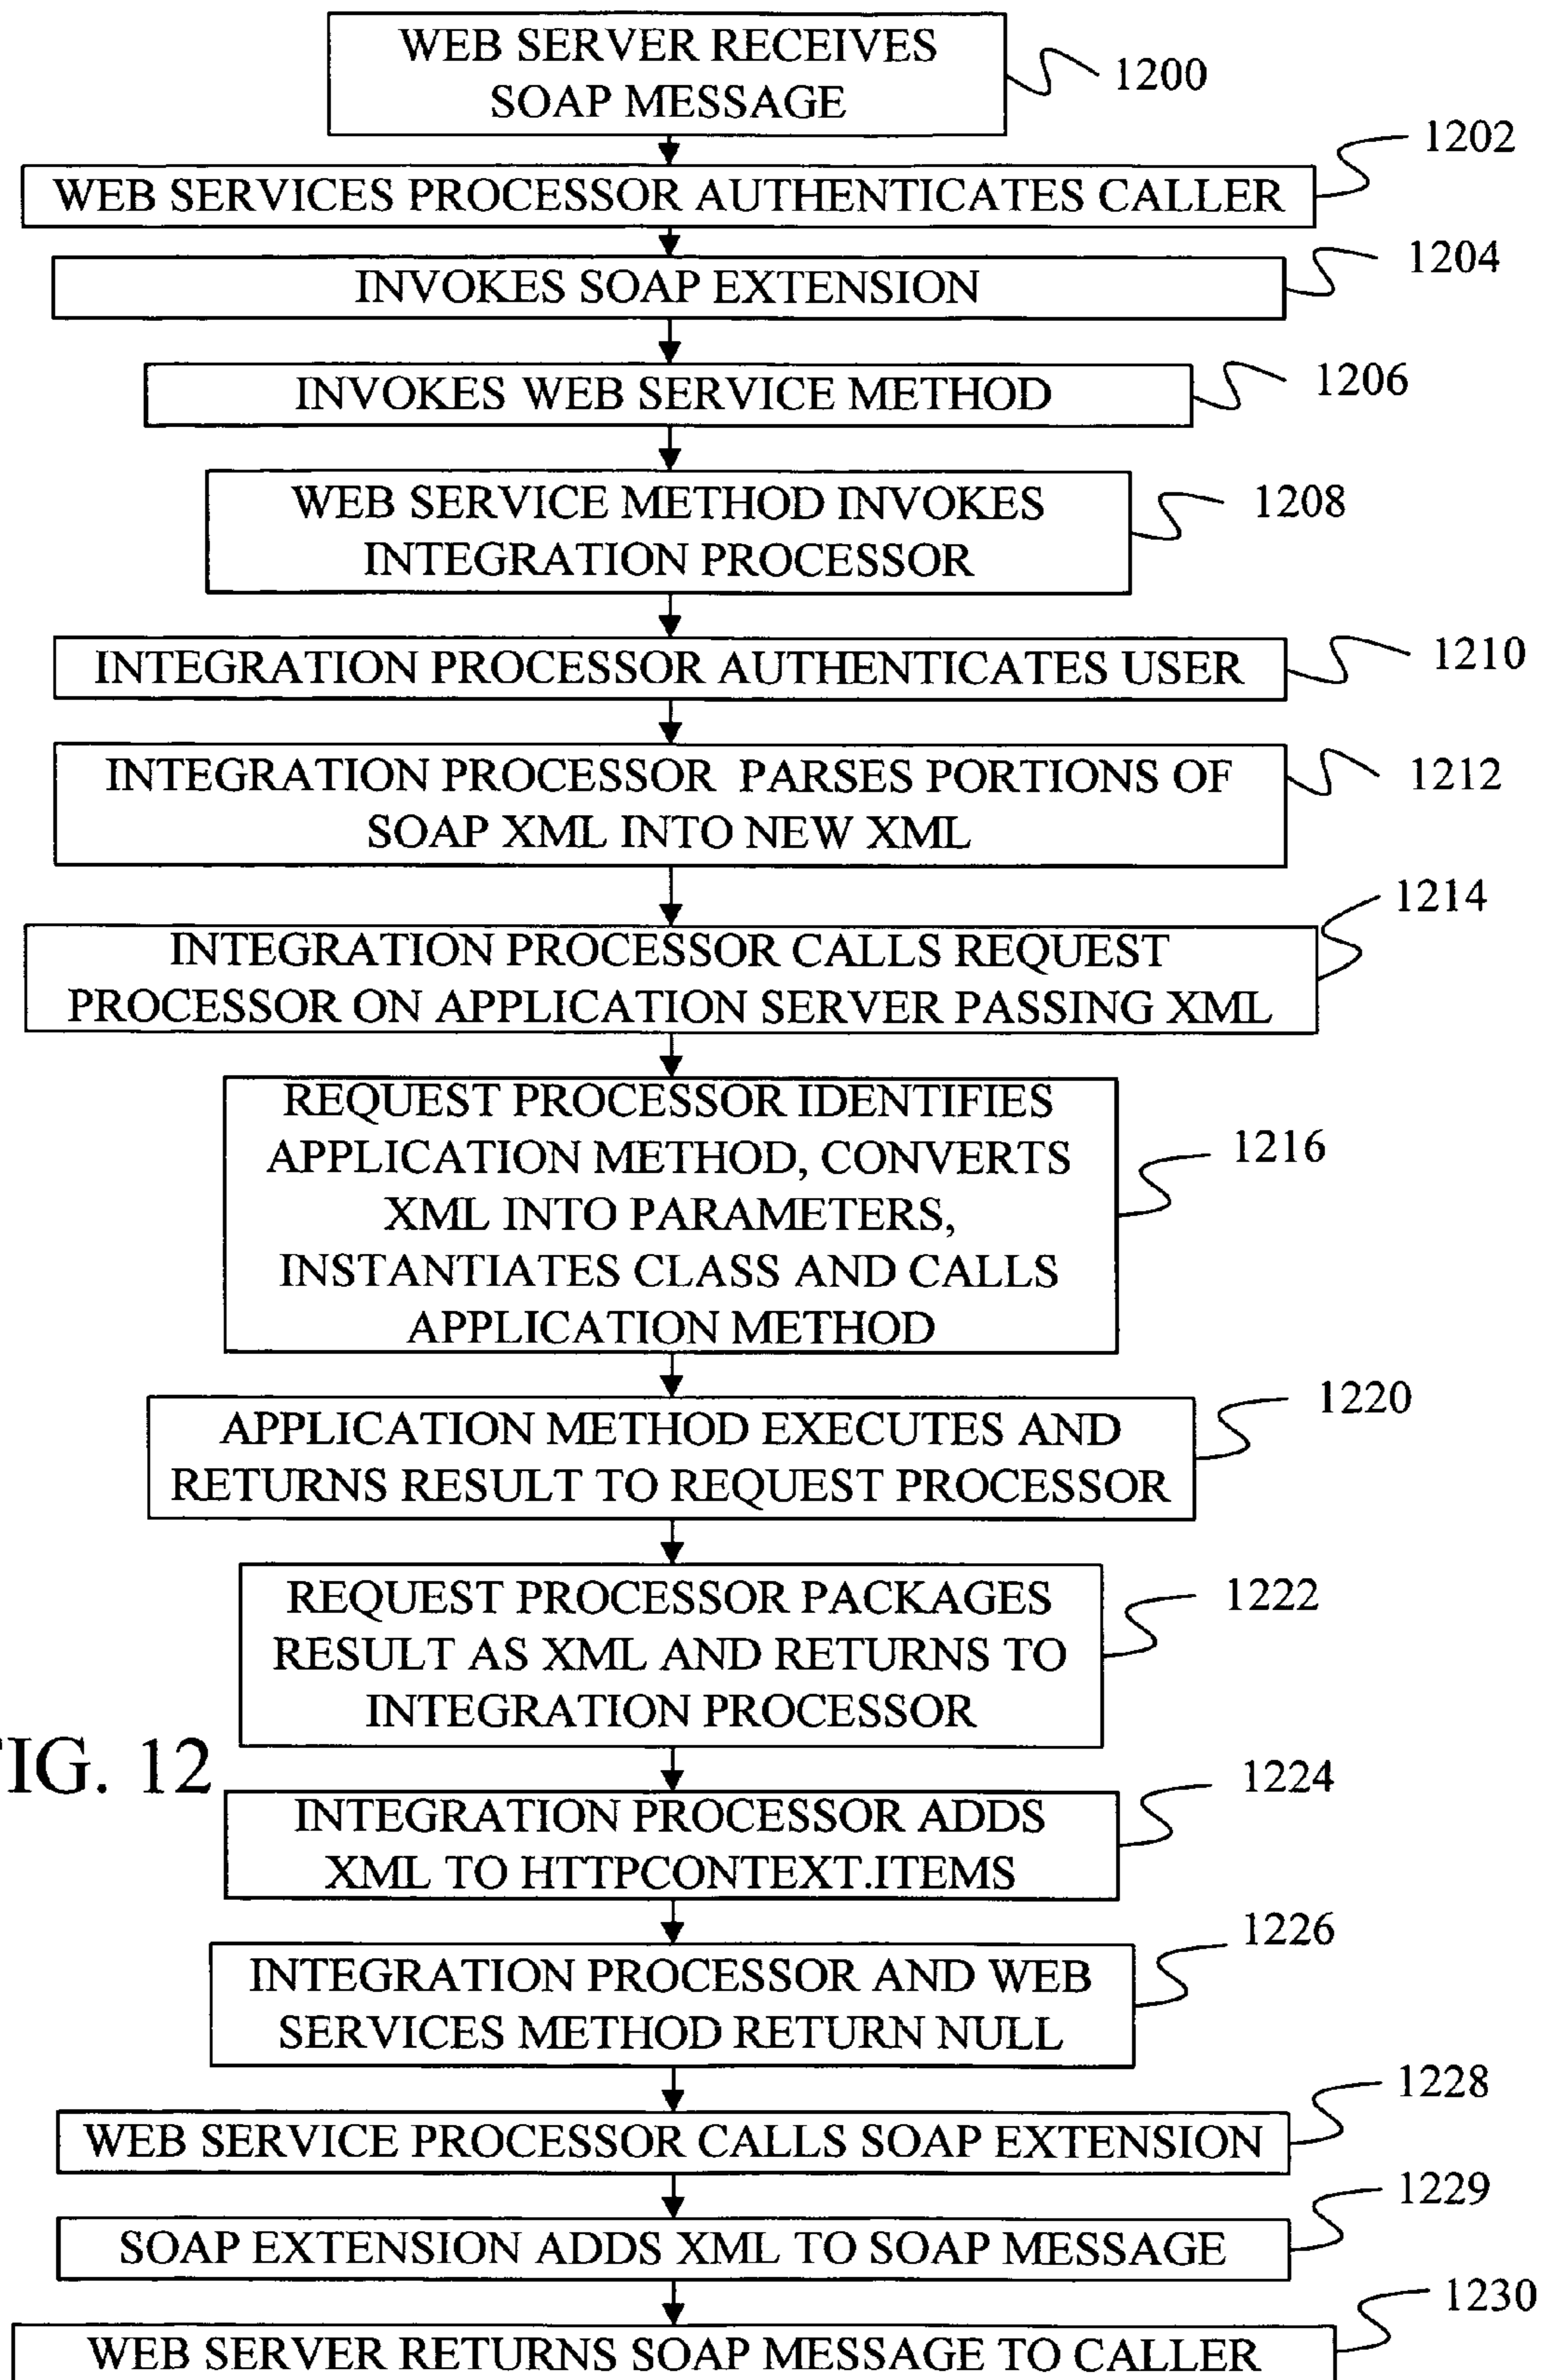 WEB SERVER RECEIVES
SOAP MESSAGE
1200
WEB SERVICES PROCESSOR AUTHENTICATES CALLER
1202
INVOKES SOAP EXTENSION
1204
INVOKES WEB SERVICE METHOD
1206
WEB SERVICE METHOD INVOKES
INTEGRATION PROCESSOR
1208
INTEGRATION PROCESSOR AUTHENTICATES USER
1210
INTEGRATION PROCESSOR PARSES PORTIONS OF
SOAP XML INTO NEW XML
1212
INTEGRATION PROCESSOR CALLS REQUEST
PROCESSOR ON APPLICATION SERVER PASSING XML
1214
REQUEST PROCESSOR IDENTIFIES
APPLICATION METHOD, CONVERTS
XML INTO PARAMETERS,
INSTANTIATES CLASS AND CALLS
APPLICATION METHOD
1216
APPLICATION METHOD EXECUTES AND
RETURNS RESULT TO REQUEST PROCESSOR
1220
REQUEST PROCESSOR PACKAGES
RESULT AS XML AND RETURNS TO
INTEGRATION PROCESSOR
1222
IG. 12
INTEGRATION PROCESSOR ADDS
XML TO HTTPCONTEXT.ITEMS
1224
INTEGRATION PROCESSOR AND WEB
SERVICES METHOD RETURN NULL
1226
WEB SERVICE PROCESSOR CALLS SOAP EXTENSION
1228
SOAP EXTENSION ADDS XML TO SOAP MESSAGE
1229
WEB SERVER RETURNS SOAP MESSAGE TO CALLER
1230